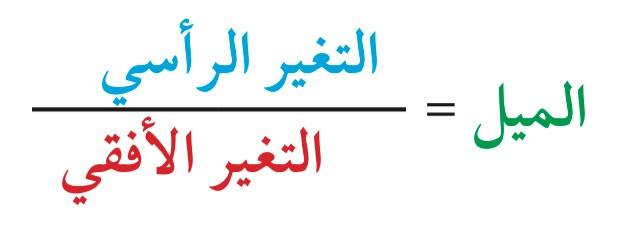 التغير الرأسي
الميل =
التغير الأفقي